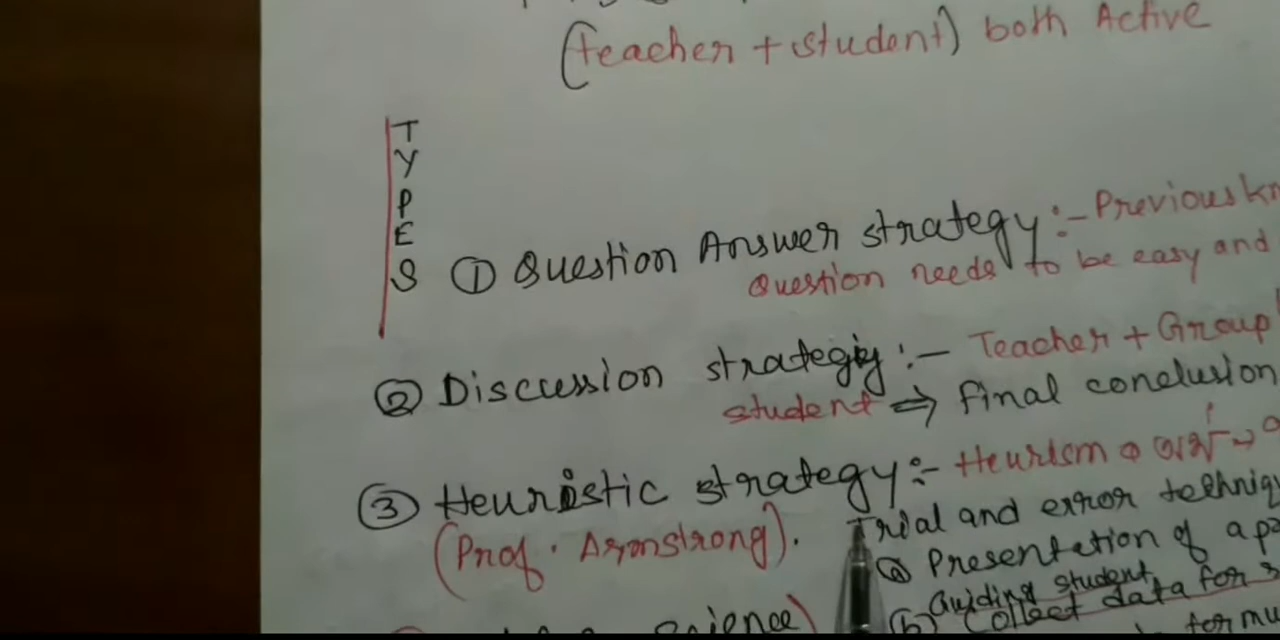 (Teacher + student) both Active
TYPES
① Question Answer strategy :- Previous
Question needs to be easy and
② Discussion strategy :- Teacher + Group
student ⇒ final conclusion
③ Heuristic strategy :- Heurism
(Prof. Armstrong). Trial and error
ⓐ Presentation of a
Guiding student
(b) Collect data for